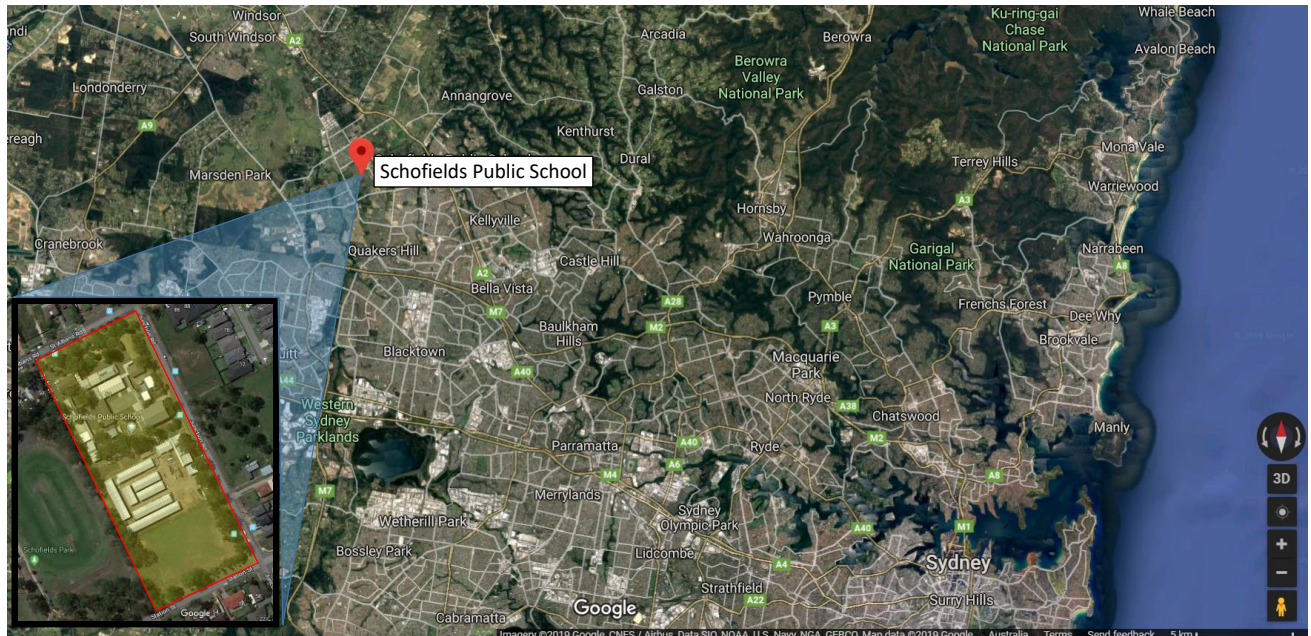 Windsor
South Windsor
A2
Londonderry
A9
Marsden Park
Cranebrook
Arcadia
Berowra
Ku-ring-gai
Chase
National Park
Whale Beach
Avalon Beach
Berowra
Valley
National Park
Galston
Annangrove
Kenthurst
Dural
Schofields Public School
Mona Vale
Terrey Hills
Warriewood
A3
Kellyville
Hornsby
Wahroonga
Quakers Hill
Castle Hill
Garigal
National Park
Narrabeen
A8
A2
Bella Vista
M7
A28
Pymble
Frenchs Forest
Dee Why
Baulkham
Hills
M2
A3
Brookvale
Blacktown
Macquarie
Park
A40
A44
North Ryde
A38
Chatswood
Western
Sydney
Parklands
Manly
Parramatta
A40
Ryde
M2
A6
M4
A8
M7
Merrylands
Wetherill Park
Sydney
Olympic Park
A40
M1
Bossley Park
Lidcombe
A4
Sydney
Strathfield
A22
Surry Hills
Cabramatta
Google
3D
St Albans Rd
Schofields Public School
Schofields Park
Station St
Google
Imagery ©2019 Google, CNES / Airbus, Data SIO, NOAA, U.S. Navy, NGA, GEBCO, Map data ©2019 Google
Australia
Terms
Send feedback
5 km